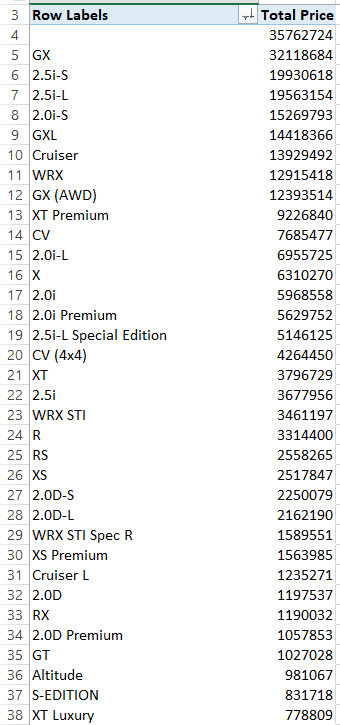 3 Row Labels Total Price
4 35762724
5 GX 32118684
6 2.5i-S 19930618
7 2.5i-L 19563154
8 2.0i-S 15269793
9 GXL 14418366
10 Cruiser 13929492
11 WRX 12915418
12 GX (AWD) 12393514
13 XT Premium 9226840
14 CV 7685477
15 2.0i-L 6955725
16 X 6310270
17 2.0i 5968558
18 2.0i Premium 5629752
19 2.5i-L Special Edition 5146125
20 CV (4x4) 4264450
21 XT 3796729
22 2.5i 3677956
23 WRX STI 3461197
24 R 3314400
25 RS 2558265
26 XS 2517847
27 2.0D-S 2250079
28 2.0D-L 2162190
29 WRX STI Spec R 1589551
30 XS Premium 1563985
31 Cruiser L 1235271
32 2.0D 1197537
33 RX 1190032
34 2.0D Premium 1057853
35 GT 1027028
36 Altitude 981067
37 S-EDITION 831718
38 XT Luxury 778809